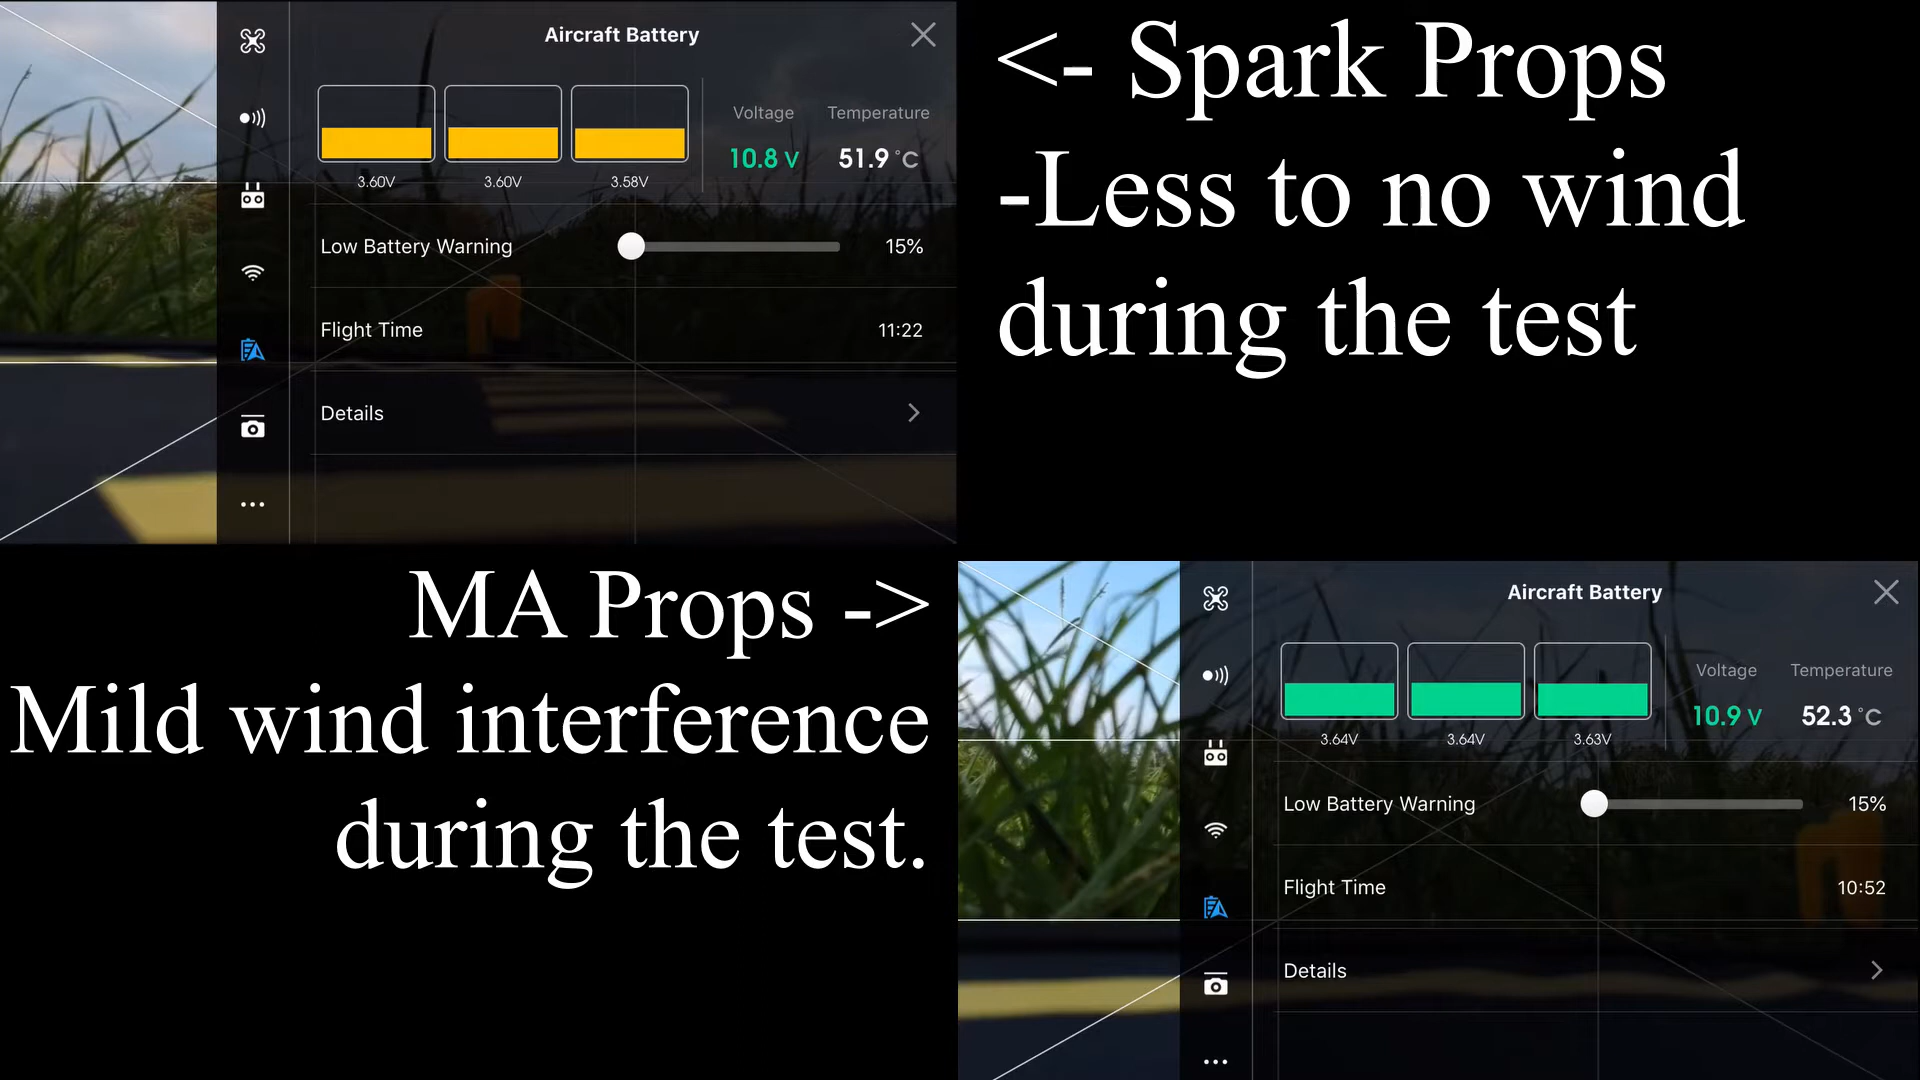 Aircraft Battery
Voltage Temperature
10.8 V 51.9 °C
3.60V 3.60V 3.58V
Low Battery Warning 15%
Flight Time 11:22
Details
<- Spark Props
-Less to no wind
during the test
MA Props ->
Mild wind interference
during the test.
Aircraft Battery
Voltage Temperature
10.9 V 52.3 °C
3.64V 3.64V 3.63V
Low Battery Warning 15%
Flight Time 10:52
Details